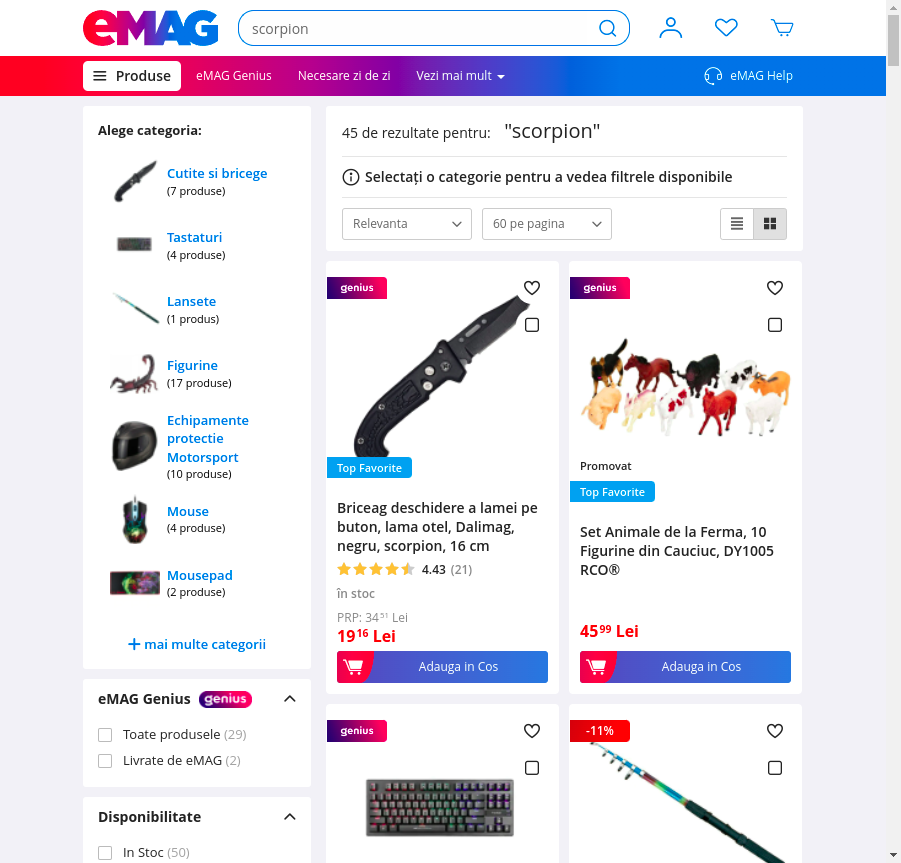 eMAG
scorpion
Produse
eMAG Genius
Necesare zi de zi
Vezi mai mult
eMAG Help
Alege categoria:
Cutite si bricege
(7 produse)
Tastaturi
(4 produse)
Lansete
(1 produs)
Figurine
(17 produse)
Echipamente
protectie
Motorsport
(10 produse)
Mouse
(4 produse)
Mousepad
(2 produse)
mai multe categorii
eMAG Genius genius
Toate produsele (29)
Livrate de eMAG (2)
Disponibilitate
In Stoc (50)
45 de rezultate pentru: "scorpion"
Selectați o categorie pentru a vedea filtrele disponibile
Relevanta
60 pe pagina
genius
Top Favorite
Briceag deschidere a lamei pe
buton, lama otel, Dalimag,
negru, scorpion, 16 cm
4.43 (21)
în stoc
PRP: 34⁵¹ Lei
19¹⁶ Lei
Adauga in Cos
genius
Promovat
Top Favorite
Set Animale de la Ferma, 10
Figurine din Cauciuc, DY1005
RCO®
45⁹⁹ Lei
Adauga in Cos
genius
-11%